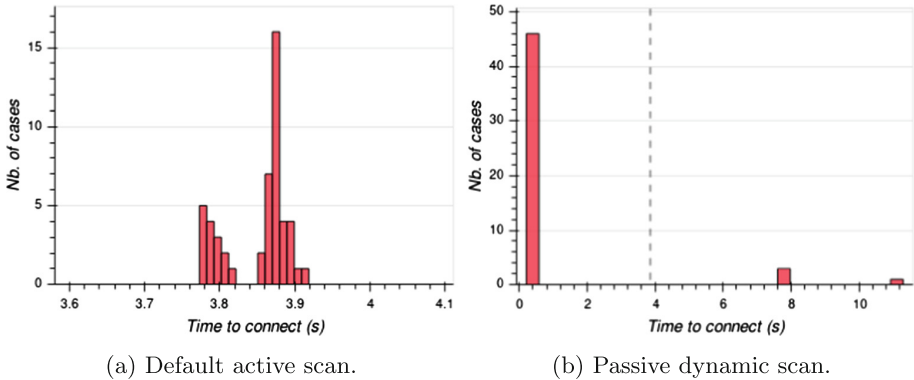 Nb. of cases
15
10
5
0
3.6 3.7 3.8 3.9 4 4.1
Time to connect (s)
(a) Default active scan.
Nb. of cases
50
40
30
20
10
0
0 2 4 6 8 10
Time to connect (s)
(b) Passive dynamic scan.